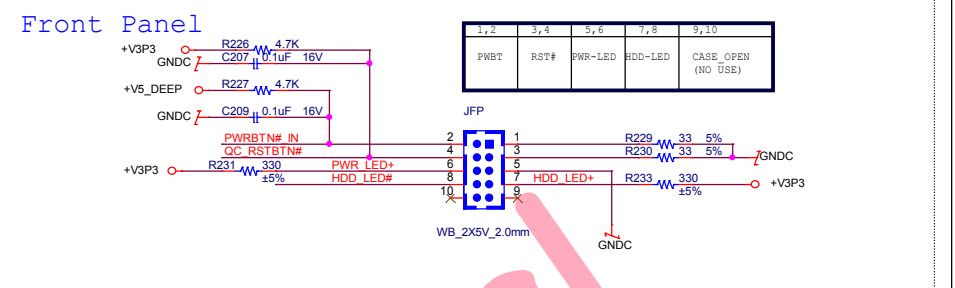 Front Panel
1,2 3,4 5,6 7,8 9,10
PWBT RST# PWR-LED HDD-LED CASE_OPEN
(NO USE)
+V3P3 R226 4.7K
GNDC C207 0.1uF 16V
+V5_DEEP R227 4.7K
GNDC C209 0.1uF 16V
JFP
PWRBTN#_IN 2 1 R229 33 5%
QC_RSTBTN# 4 3 R230 33 5% GNDC
+V3P3 R231 330 PWR_LED+ 6 5
±5% HDD_LED# 8 7 HDD_LED+ R233 330 +V3P3
10 9 ±5%
WB_2X5V_2.0mm
GNDC